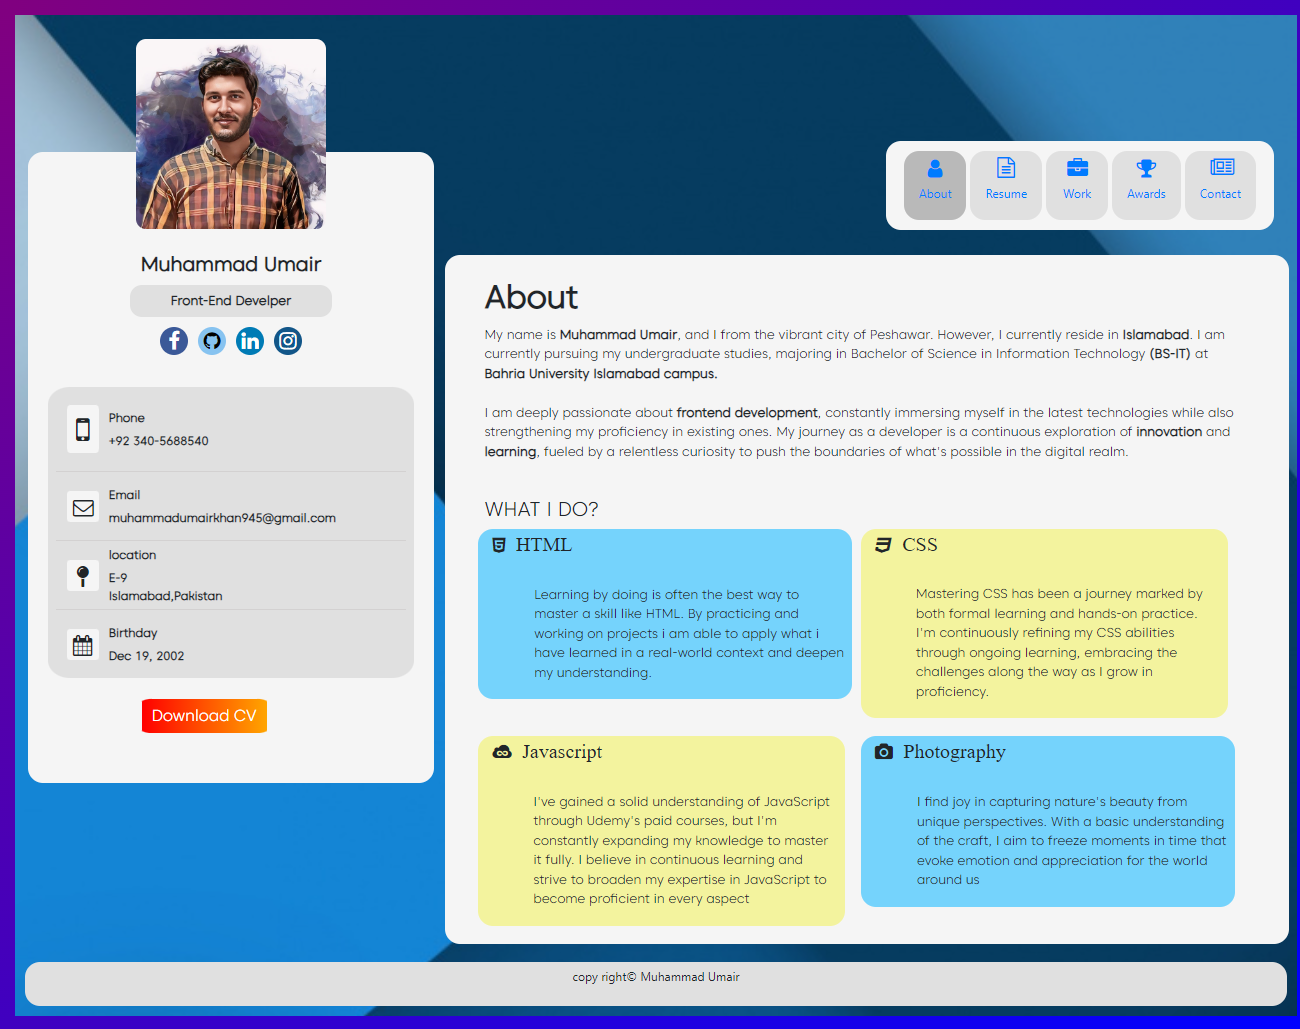 About
Resume
Work
Awards
Contact
Muhammad Umair
Front-End Develper
Phone
+92 340-5688540
Email
muhammadumairkhan945@gmail.com
location
E-9
Islamabad,Pakistan
Birthday
Dec 19, 2002
Download CV
About
My name is Muhammad Umair, and I from the vibrant city of Peshawar. However, I currently reside in Islamabad. I am
currently pursuing my undergraduate studies, majoring in Bachelor of Science in Information Technology (BS-IT) at
Bahria University Islamabad campus.
I am deeply passionate about frontend development, constantly immersing myself in the latest technologies while also
strengthening my proficiency in existing ones. My journey as a developer is a continuous exploration of innovation and
learning, fueled by a relentless curiosity to push the boundaries of what's possible in the digital realm.
WHAT I DO?
HTML
Learning by doing is often the best way to
master a skill like HTML. By practicing and
working on projects i am able to apply what i
have learned in a real-world context and deepen
my understanding.
CSS
Mastering CSS has been a journey marked by
both formal learning and hands-on practice.
I'm continuously refining my CSS abilities
through ongoing learning, embracing the
challenges along the way as I grow in
proficiency.
Javascript
I've gained a solid understanding of JavaScript
through Udemy's paid courses, but I'm
constantly expanding my knowledge to master
it fully. I believe in continuous learning and
strive to broaden my expertise in JavaScript to
become proficient in every aspect
Photography
I find joy in capturing nature's beauty from
unique perspectives. With a basic understanding
of the craft, I aim to freeze moments in time that
evoke emotion and appreciation for the world
around us
copy right© Muhammad Umair